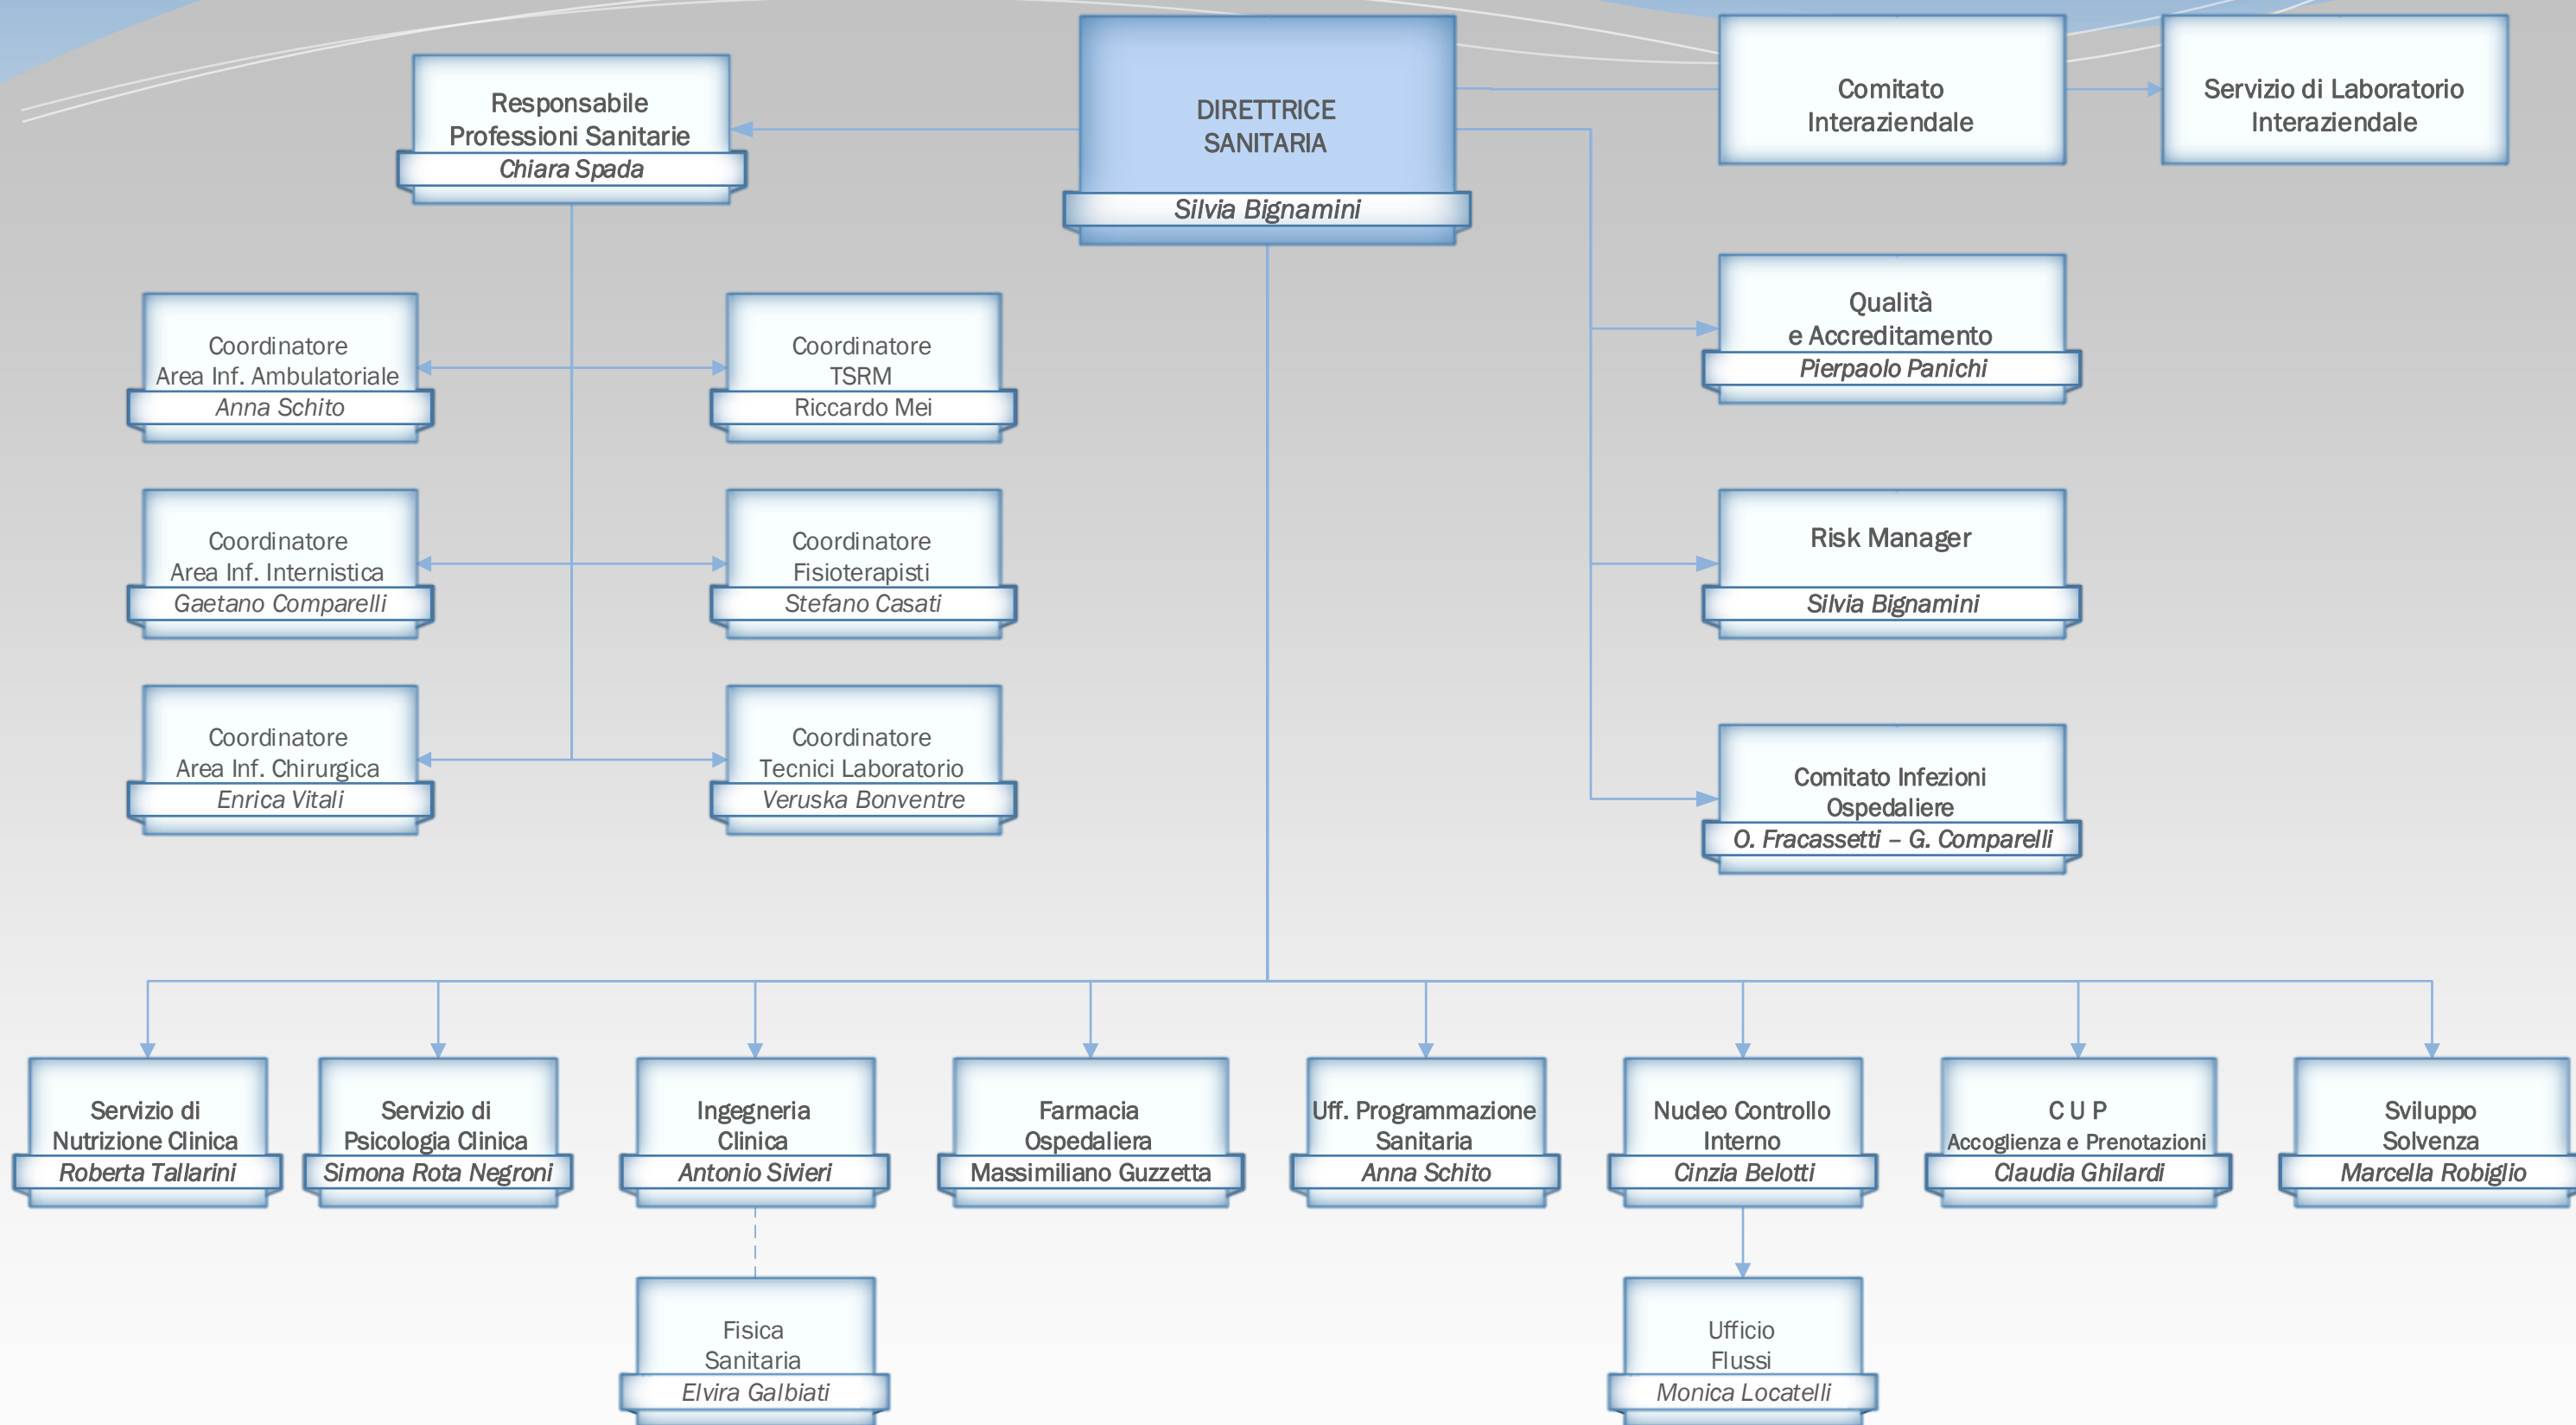 Responsabile
Professioni Sanitarie
Chiara Spada
DIRETTRICE
SANITARIA
Silvia Bignamini
Comitato
Interaziendale
Servizio di Laboratorio
Interaziendale
Coordinatore
Area Inf. Ambulatoriale
Anna Schito
Coordinatore
TSRM
Riccardo Mei
Qualità
e Accreditamento
Pierpaolo Panichi
Coordinatore
Area Inf. Internistica
Gaetano Comparelli
Coordinatore
Fisioterapisti
Stefano Casati
Risk Manager
Silvia Bignamini
Coordinatore
Area Inf. Chirurgica
Enrica Vitali
Coordinatore
Tecnici Laboratorio
Veruska Bonventre
Comitato Infezioni
Ospedaliere
O. Fracassetti – G. Comparelli
Servizio di
Nutrizione Clinica
Roberta Tallarini
Servizio di
Psicologia Clinica
Simona Rota Negroni
Ingegneria
Clinica
Antonio Sivieri
Farmacia
Ospedaliera
Massimiliano Guzzetta
Uff. Programmazione
Sanitaria
Anna Schito
Nucleo Controllo
Interno
Cinzia Belotti
C U P
Accoglienza e Prenotazioni
Claudia Ghilardi
Sviluppo
Solvenza
Marcella Robiglio
Fisica
Sanitaria
Elvira Galbiati
Ufficio
Flussi
Monica Locatelli